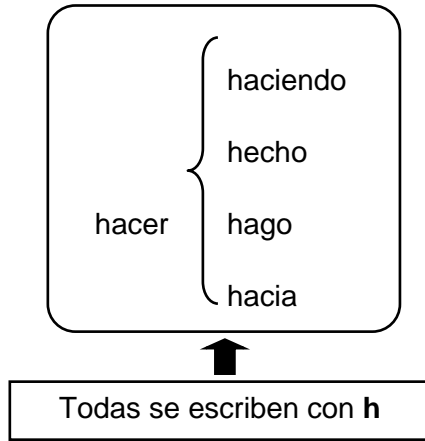 haciendo
hecho
hacer hago
hacia
Todas se escriben con h